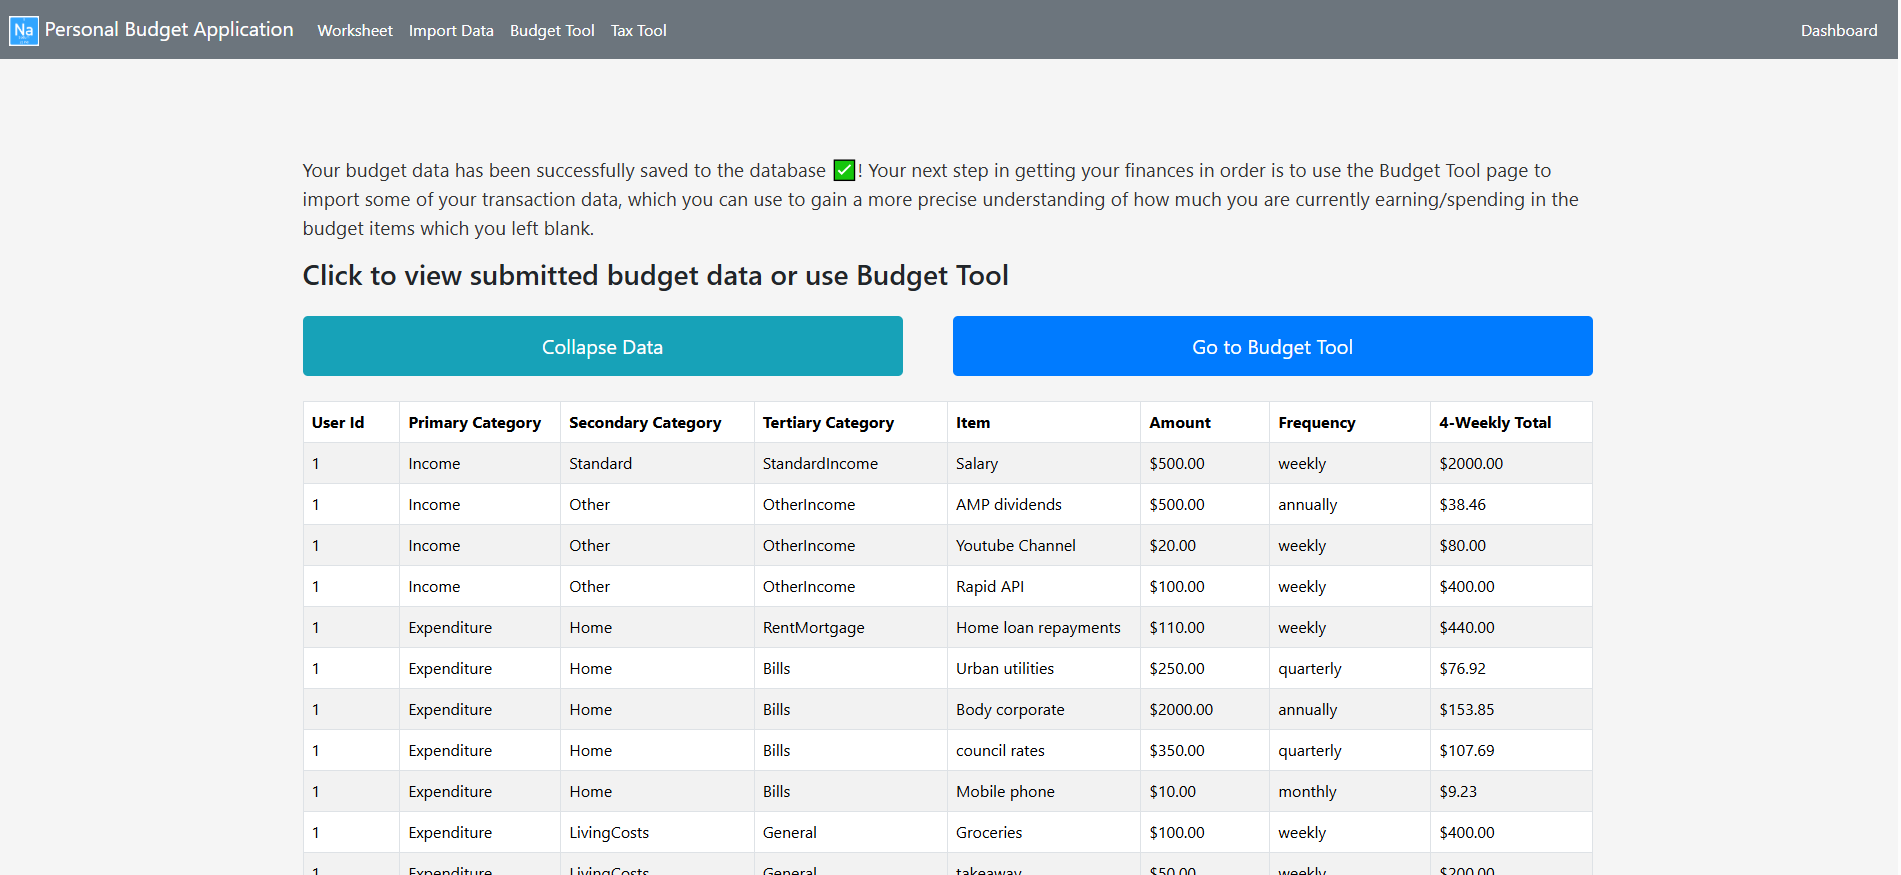 Na Personal Budget Application Worksheet Import Data Budget Tool Tax Tool Dashboard
Your budget data has been successfully saved to the database ✅! Your next step in getting your finances in order is to use the Budget Tool page to
import some of your transaction data, which you can use to gain a more precise understanding of how much you are currently earning/spending in the
budget items which you left blank.
Click to view submitted budget data or use Budget Tool
Collapse Data Go to Budget Tool
User Id Primary Category Secondary Category Tertiary Category Item Amount Frequency 4-Weekly Total
1 Income Standard StandardIncome Salary $500.00 weekly $2000.00
1 Income Other OtherIncome AMP dividends $500.00 annually $38.46
1 Income Other OtherIncome Youtube Channel $20.00 weekly $80.00
1 Income Other OtherIncome Rapid API $100.00 weekly $400.00
1 Expenditure Home RentMortgage Home loan repayments $110.00 weekly $440.00
1 Expenditure Home Bills Urban utilities $250.00 quarterly $76.92
1 Expenditure Home Bills Body corporate $2000.00 annually $153.85
1 Expenditure Home Bills council rates $350.00 quarterly $107.69
1 Expenditure Home Bills Mobile phone $10.00 monthly $9.23
1 Expenditure LivingCosts General Groceries $100.00 weekly $400.00
1 Expenditure LivingCosts General takeaway $50.00 weekly $200.00